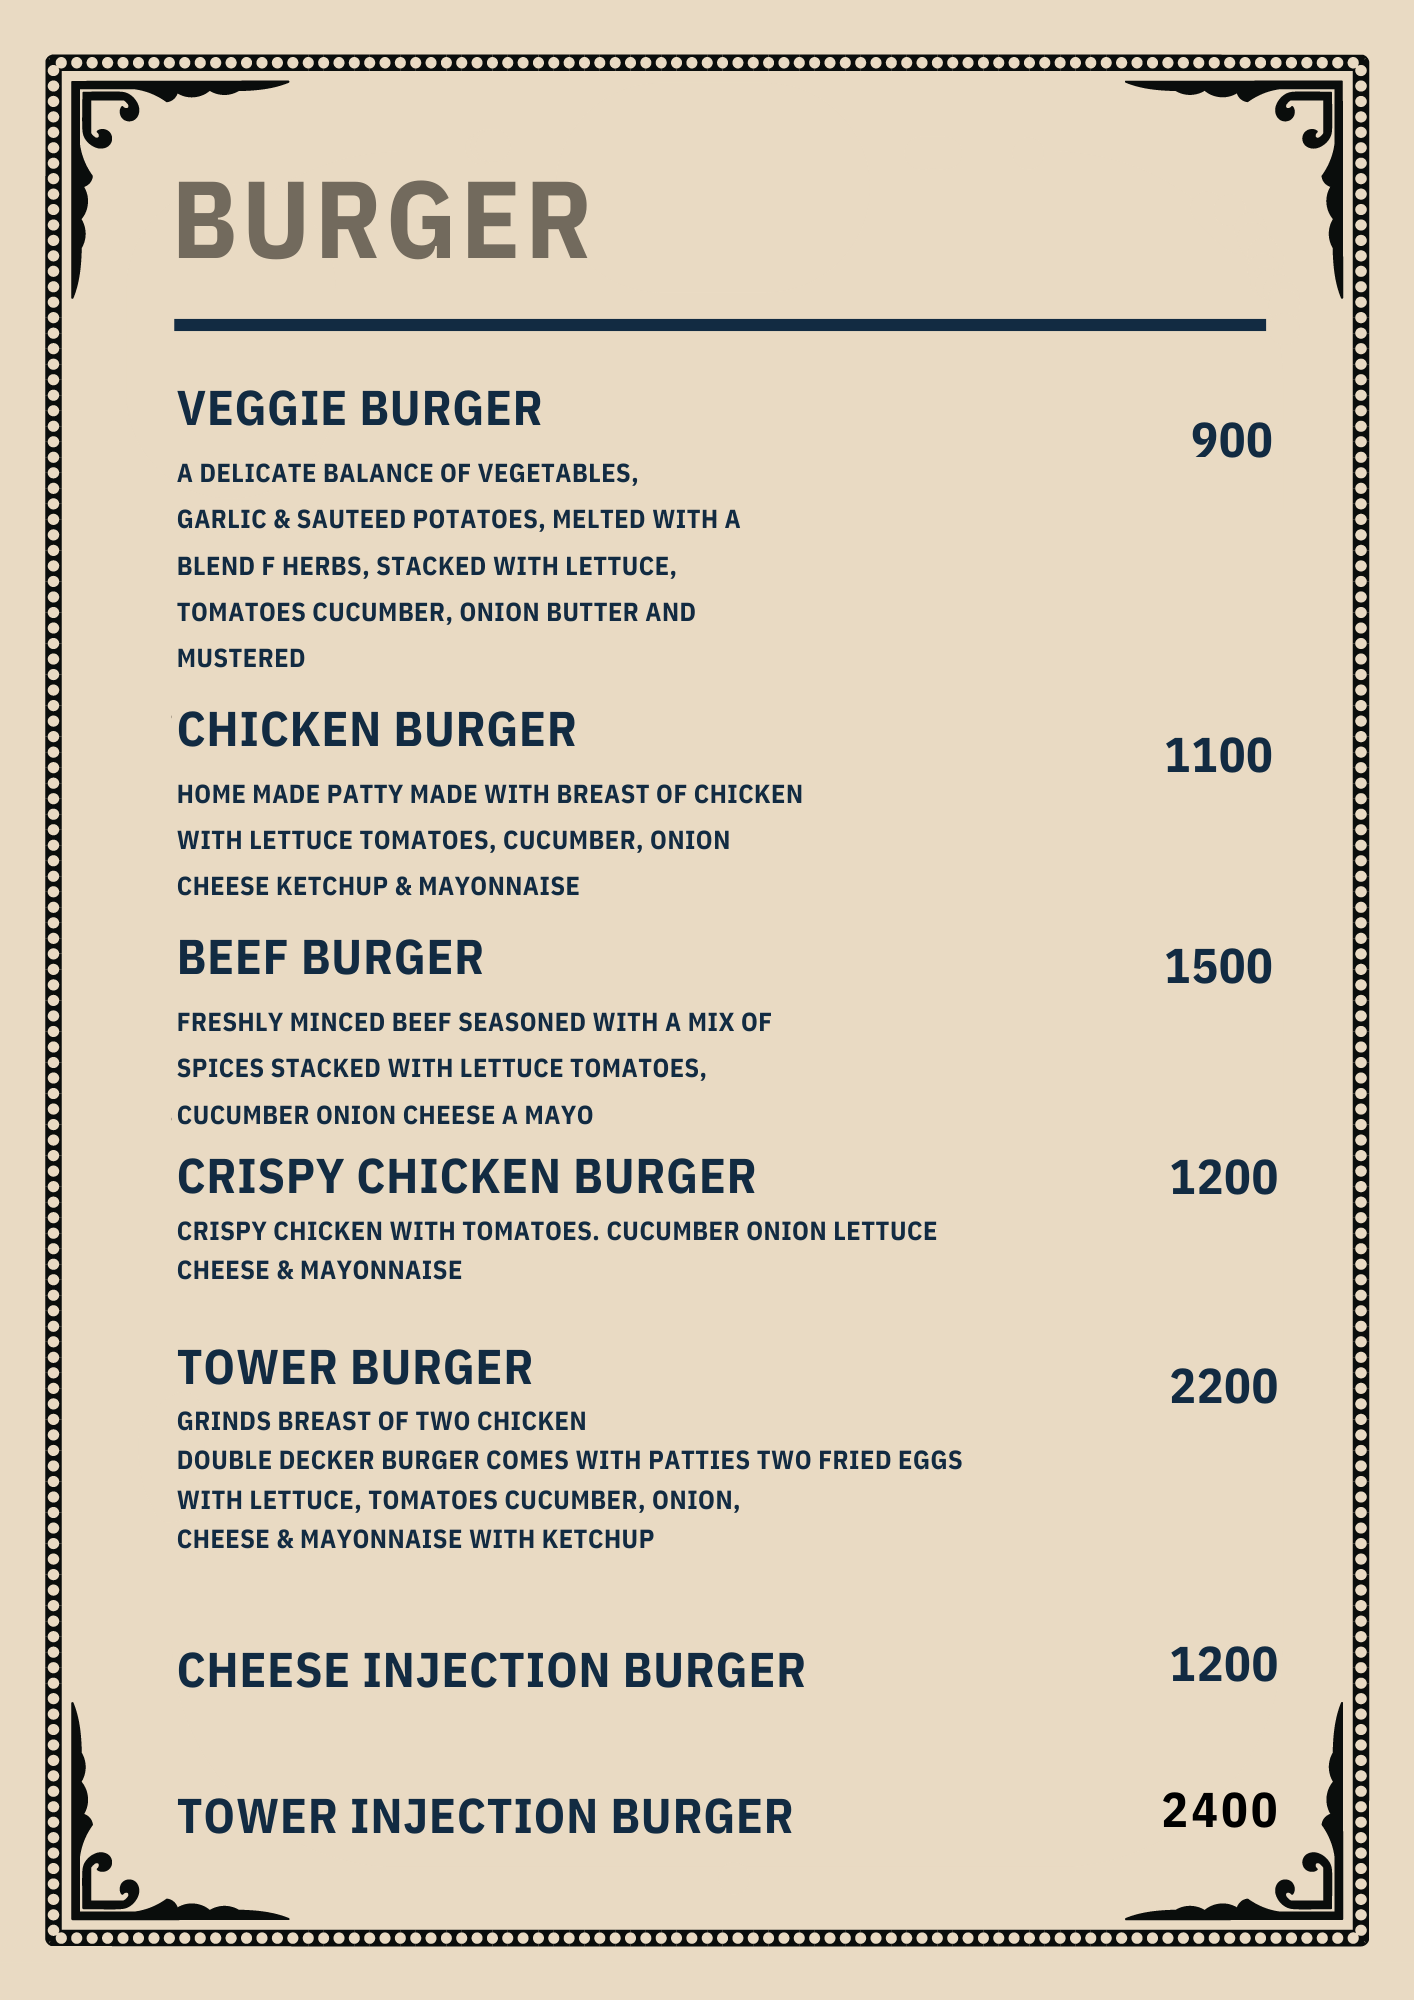 BURGER
VEGGIE BURGER
900
A DELICATE BALANCE OF VEGETABLES,
GARLIC & SAUTEED POTATOES, MELTED WITH A
BLEND F HERBS, STACKED WITH LETTUCE,
TOMATOES CUCUMBER, ONION BUTTER AND
MUSTERED
CHICKEN BURGER
1100
HOME MADE PATTY MADE WITH BREAST OF CHICKEN
WITH LETTUCE TOMATOES, CUCUMBER, ONION
CHEESE KETCHUP & MAYONNAISE
BEEF BURGER
1500
FRESHLY MINCED BEEF SEASONED WITH A MIX OF
SPICES STACKED WITH LETTUCE TOMATOES,
CUCUMBER ONION CHEESE A MAYO
CRISPY CHICKEN BURGER
1200
CRISPY CHICKEN WITH TOMATOES. CUCUMBER ONION LETTUCE
CHEESE & MAYONNAISE
TOWER BURGER
2200
GRINDS BREAST OF TWO CHICKEN
DOUBLE DECKER BURGER COMES WITH PATTIES TWO FRIED EGGS
WITH LETTUCE, TOMATOES CUCUMBER, ONION,
CHEESE & MAYONNAISE WITH KETCHUP
CHEESE INJECTION BURGER
1200
TOWER INJECTION BURGER
2400